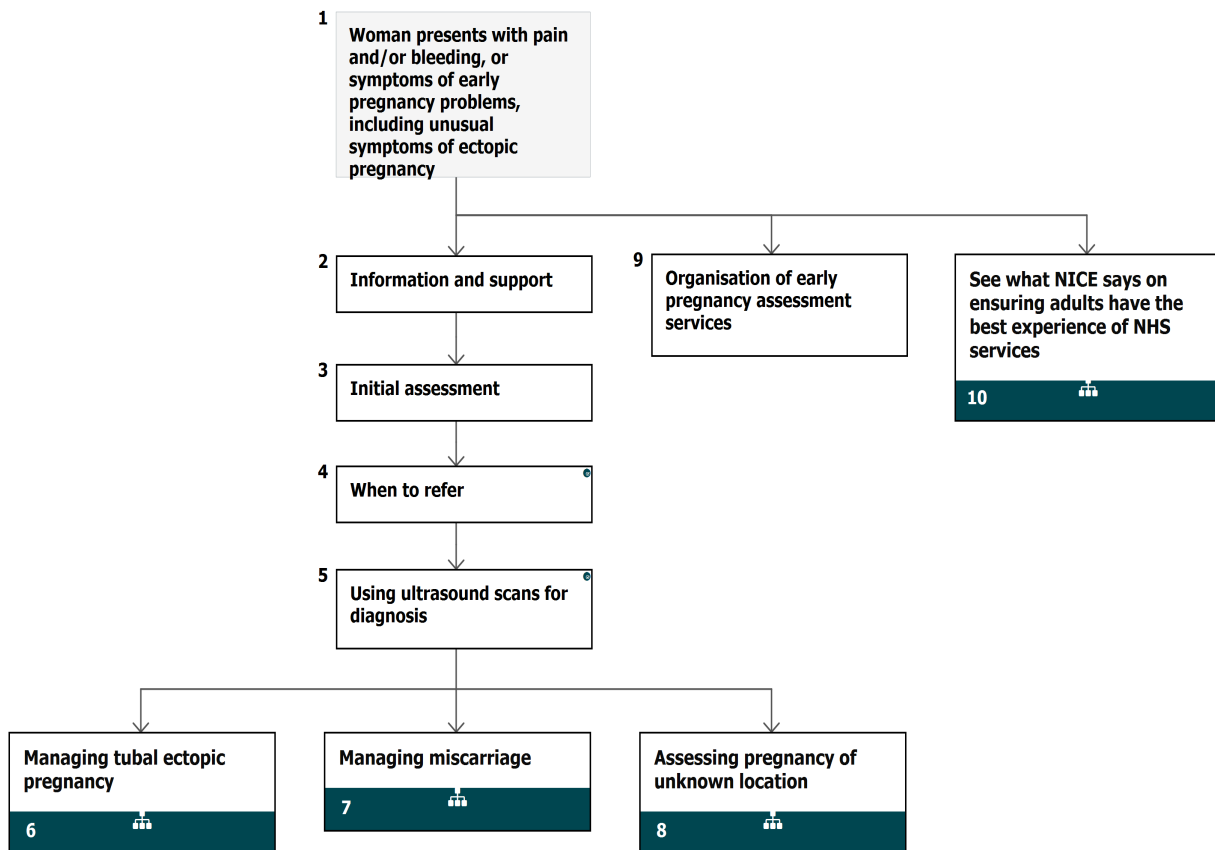 1
Woman presents with pain
and/or bleeding, or
symptoms of early
pregnancy problems,
including unusual
symptoms of ectopic
pregnancy
2
Information and support
9
Organisation of early
pregnancy assessment
services
See what NICE says on
ensuring adults have the
best experience of NHS
services
10
3
Initial assessment
4
When to refer
5
Using ultrasound scans for
diagnosis
Managing tubal ectopic
pregnancy
6
Managing miscarriage
7
Assessing pregnancy of
unknown location
8